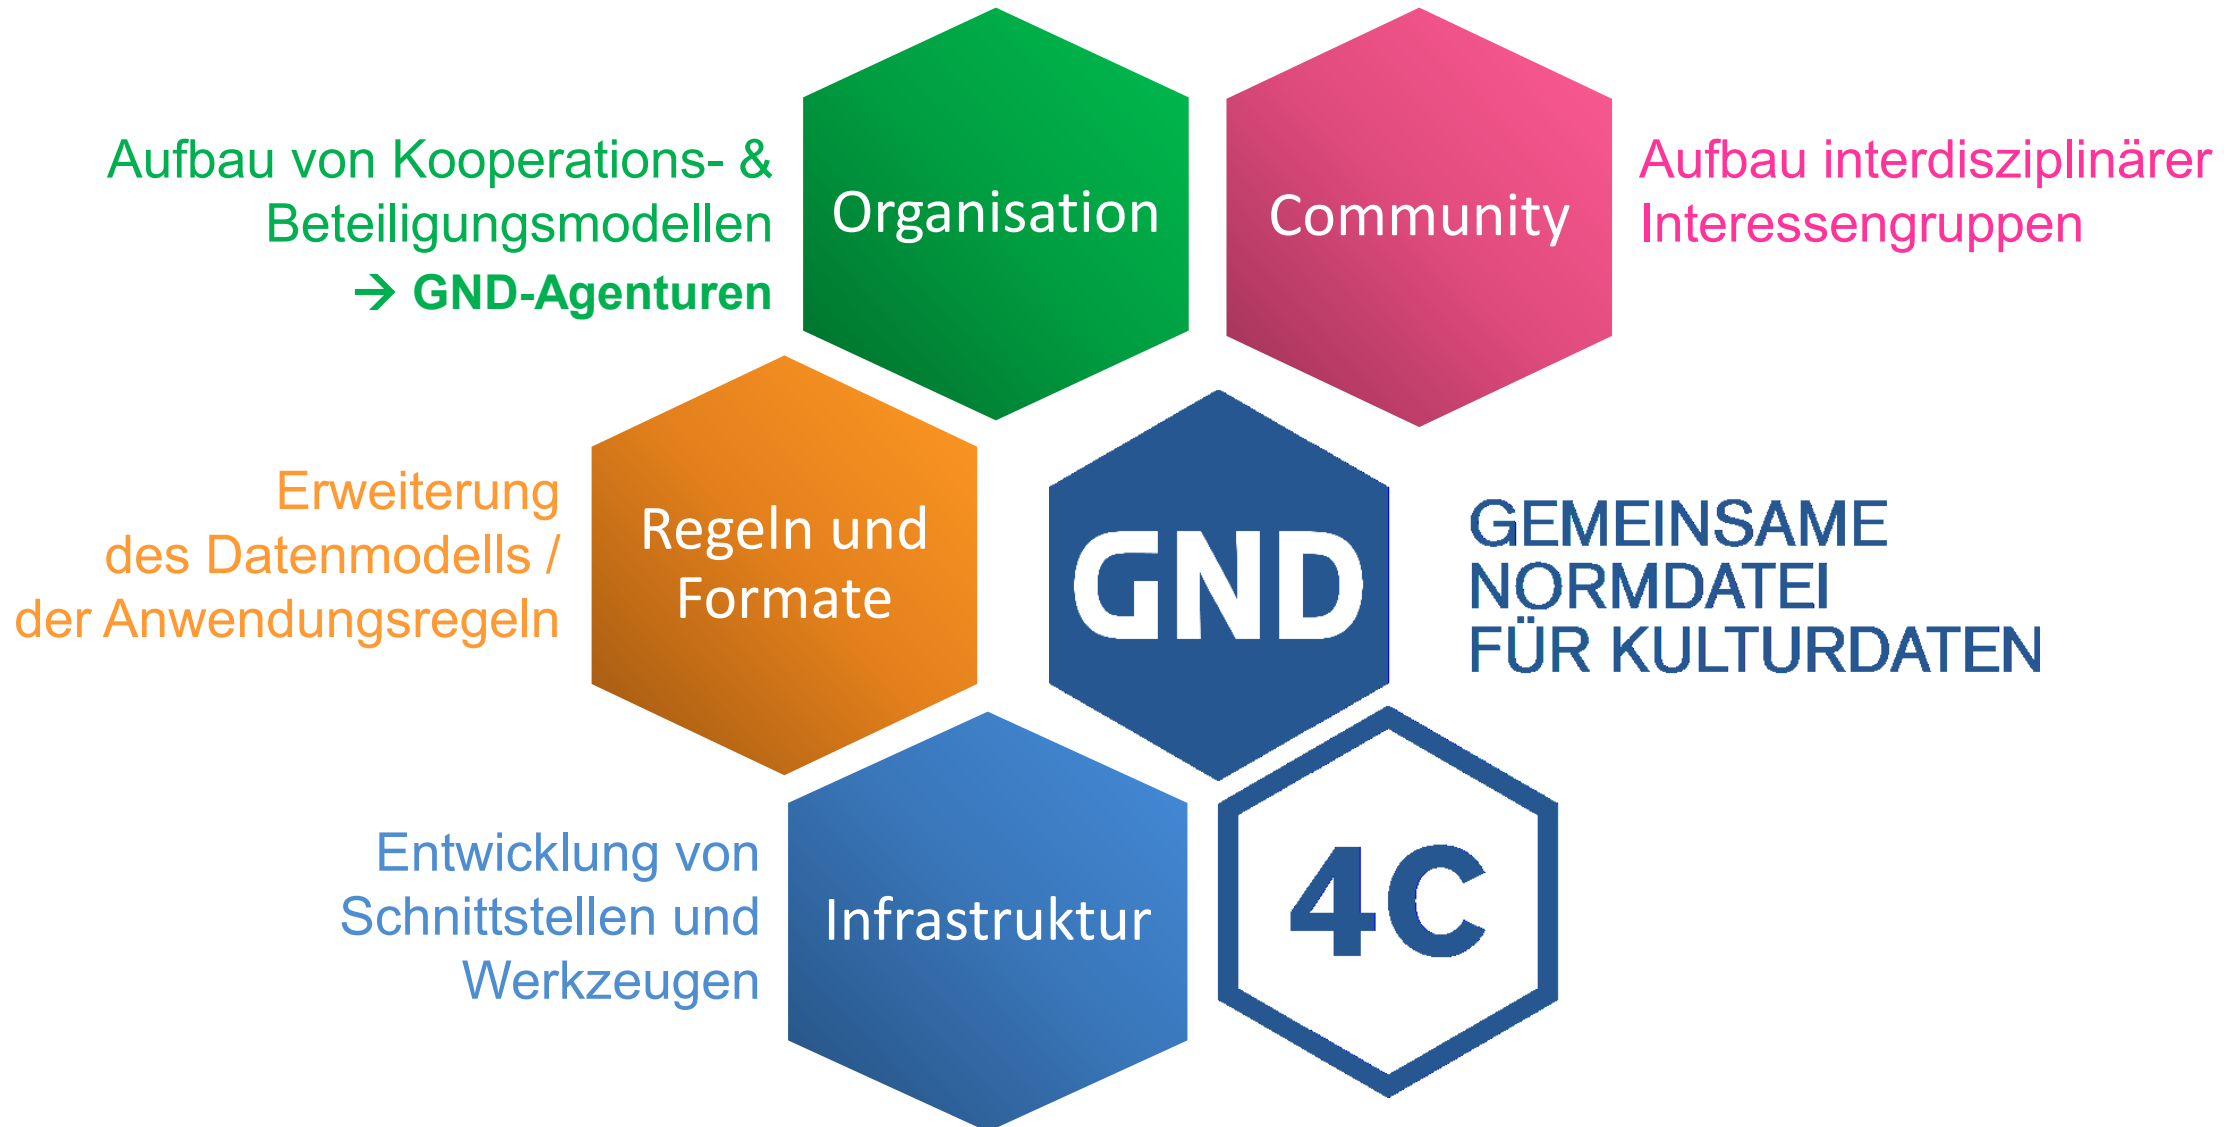 Aufbau von Kooperations- &
Beteiligungsmodellen
→ GND-Agenturen
Organisation
Community
Aufbau interdisziplinärer
Interessengruppen
Erweiterung
des Datenmodells /
der Anwendungsregeln
Regeln und
Formate
GND
GEMEINSAME
NORMDATEI
FÜR KULTURDATEN
Entwicklung von
Schnittstellen und
Werkzeugen
Infrastruktur
4C